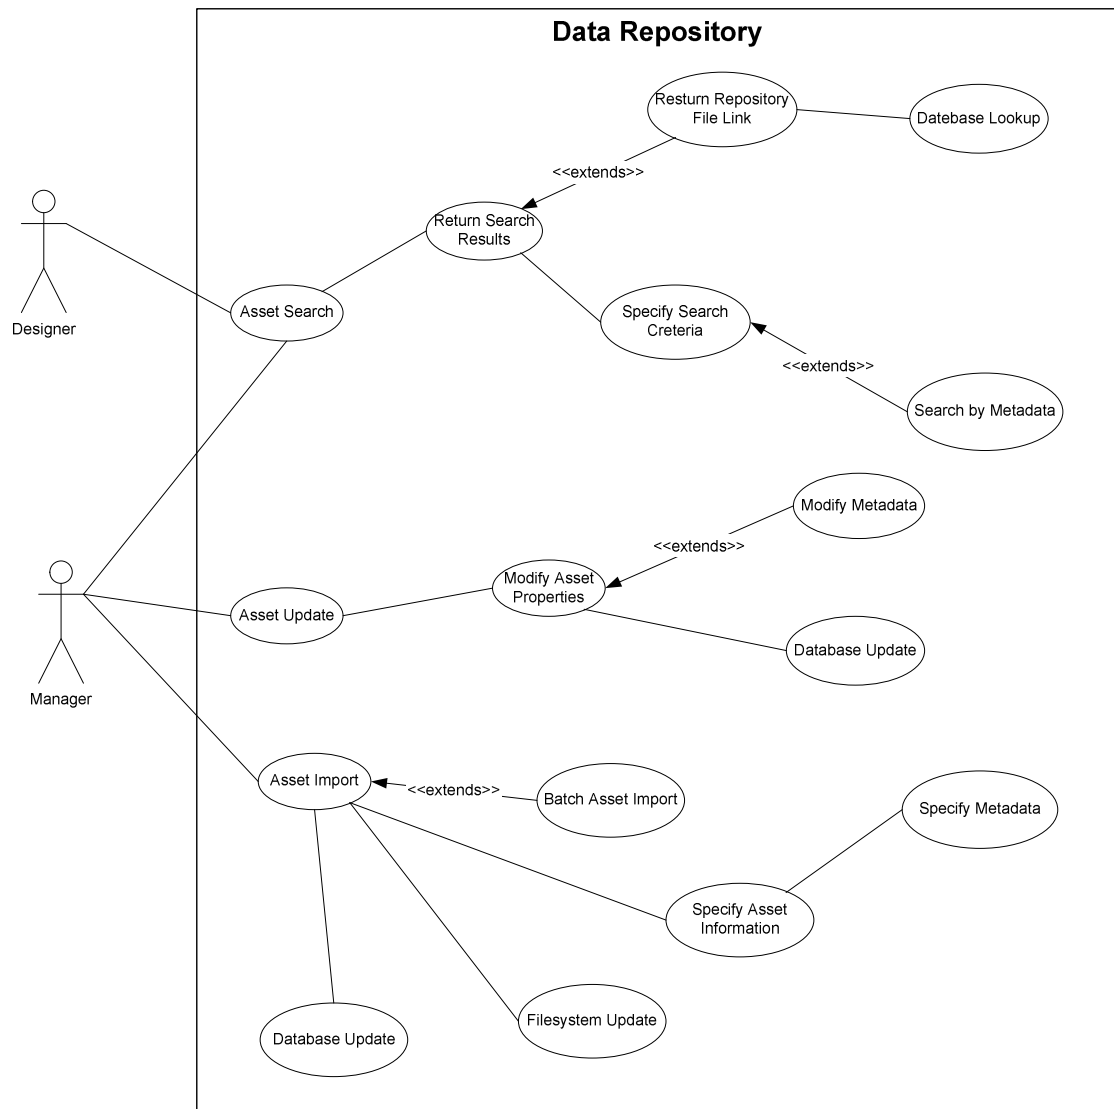 Data Repository
Resturn Repository
File Link
Datebase Lookup
<<extends>>
Return Search
Results
Designer
Asset Search
Specify Search
Creteria
<<extends>>
Search by Metadata
Modify Metadata
<<extends>>
Modify Asset
Properties
Asset Update
Database Update
Manager
Asset Import
<<extends>>
Batch Asset Import
Specify Metadata
Specify Asset
Information
Filesystem Update
Database Update